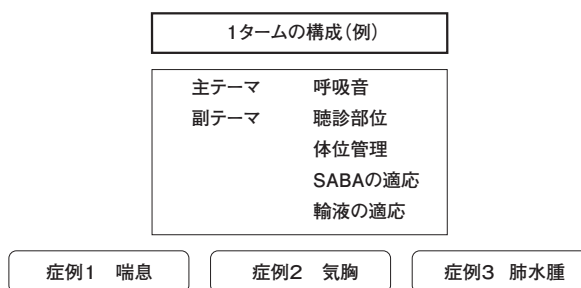 1タームの構成(例)
主テーマ 呼吸音
副テーマ 聴診部位
体位管理
SABAの適応
輸液の適応
症例1 喘息 症例2 気胸 症例3 肺水腫